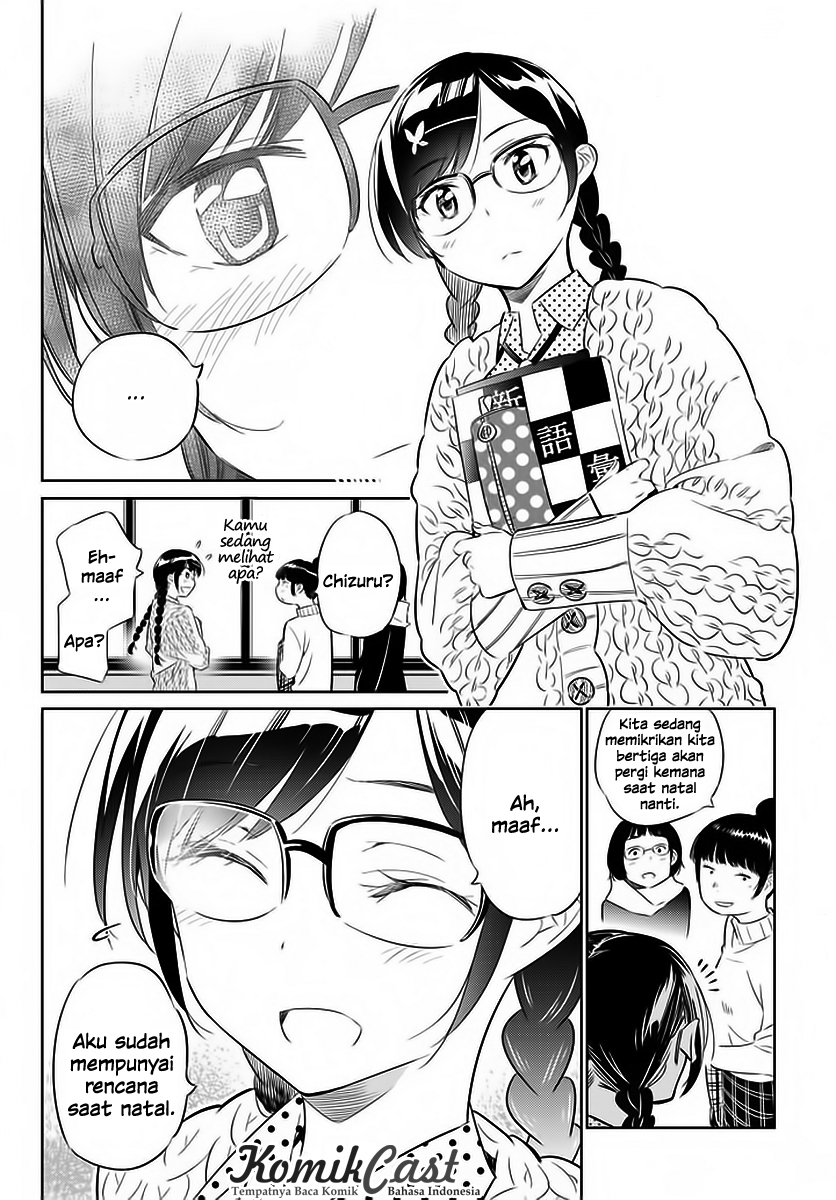 ...
新
語
彙
Chizuru?
Kamu
sedang
melihat
apa?
Eh-
maaf
...
Apa?
Kita sedang
memikrikan kita
bertiga akan
pergi kemana
saat natal
nanti.
Ah,
maaf...
Aku sudah
mempunyai
rencana
saat natal.
KomikCast
Tempatnya Baca Komik Bahasa Indonesia